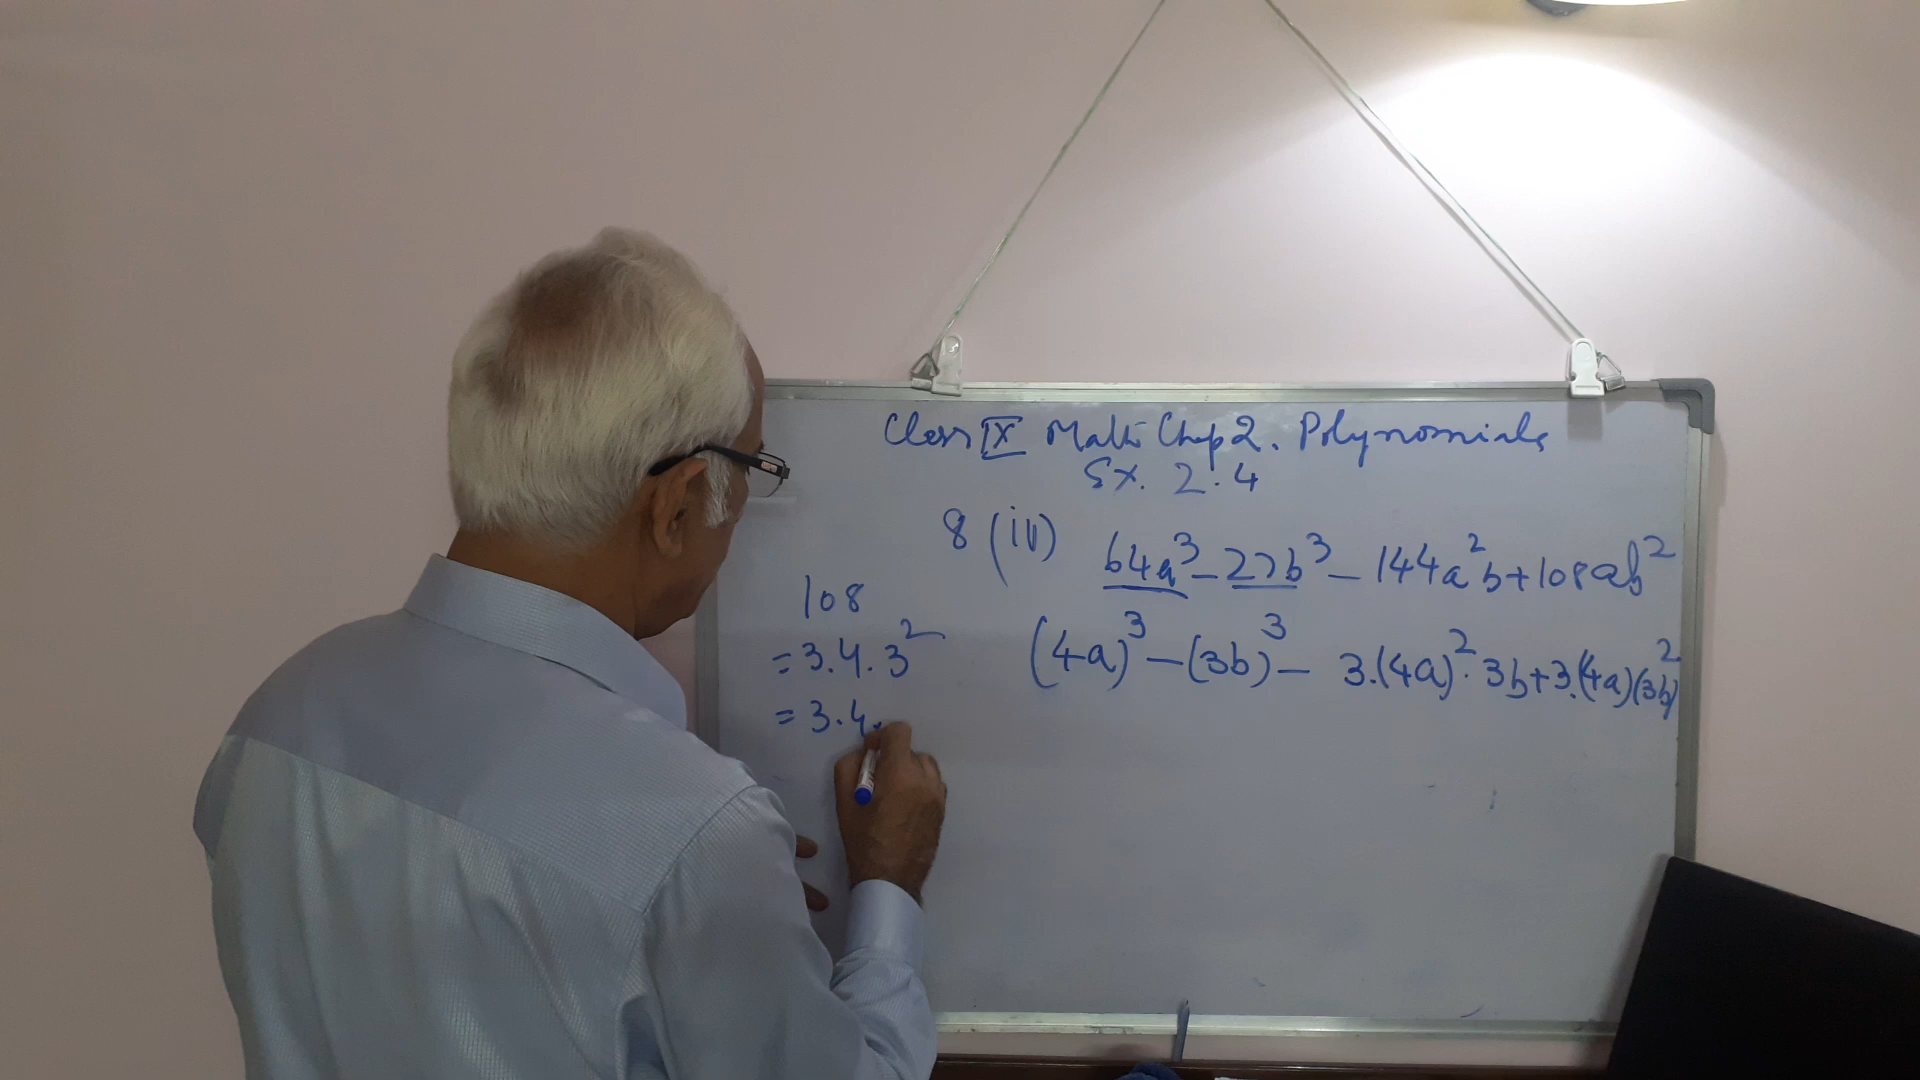 Class IX Math Chap 2. Polynomials
Ex. 2.4
8 (iv) 64a³ - 27b³ - 144a²b + 108ab²
(4a)³ - (3b)³ - 3.(4a)². 3b + 3.(4a)(3b)²
108
= 3.4.3²
= 3.4.